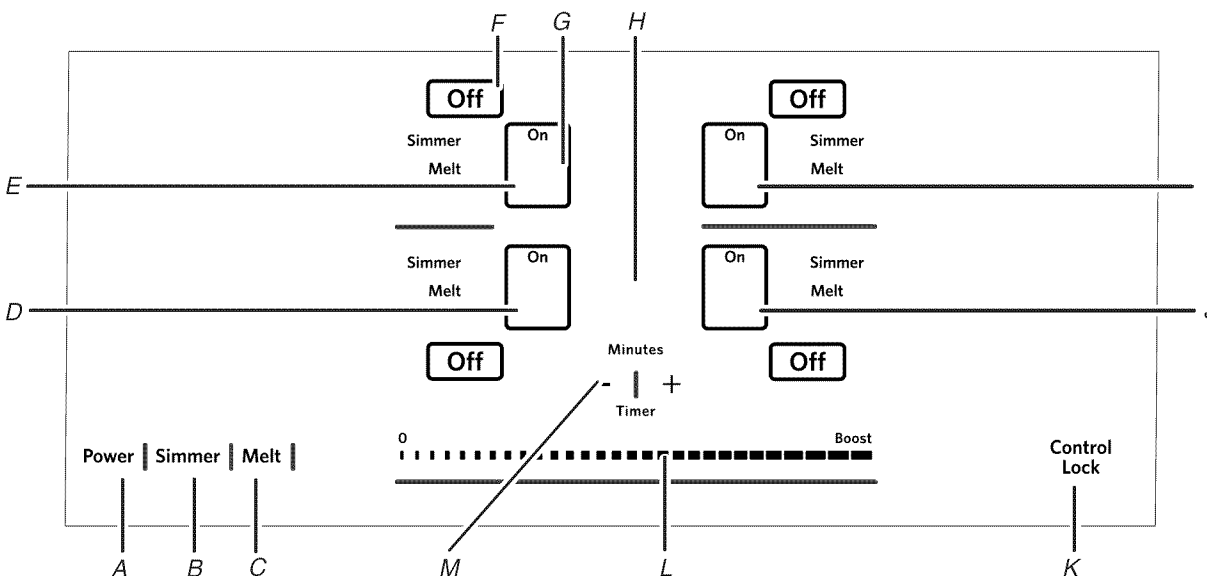 F G H
Off Off
On On
Simmer Simmer
Melt Melt
E
On On
Simmer Simmer
Melt Melt
D
Minutes
Off Off
- | +
Timer
0 Boost
Power | Simmer | Melt |
Control
Lock
A B C M L K